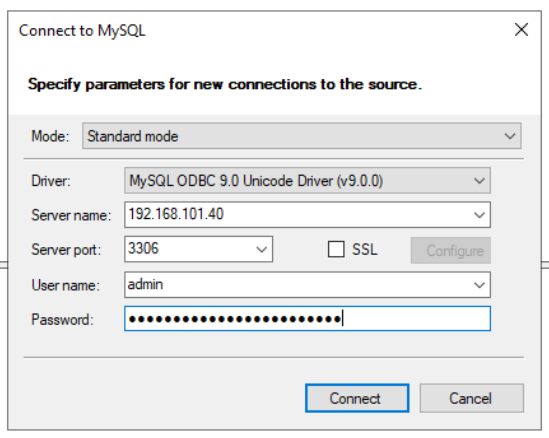 Connect to MySQL
Specify parameters for new connections to the source.
Mode: Standard mode
Driver: MySQL ODBC 9.0 Unicode Driver (v9.0.0)
Server name: 192.168.101.40
Server port: 3306 SSL Configure
User name: admin
Password: ●●●●●●●●●●●●●●●●●●●●●●●●
Connect Cancel